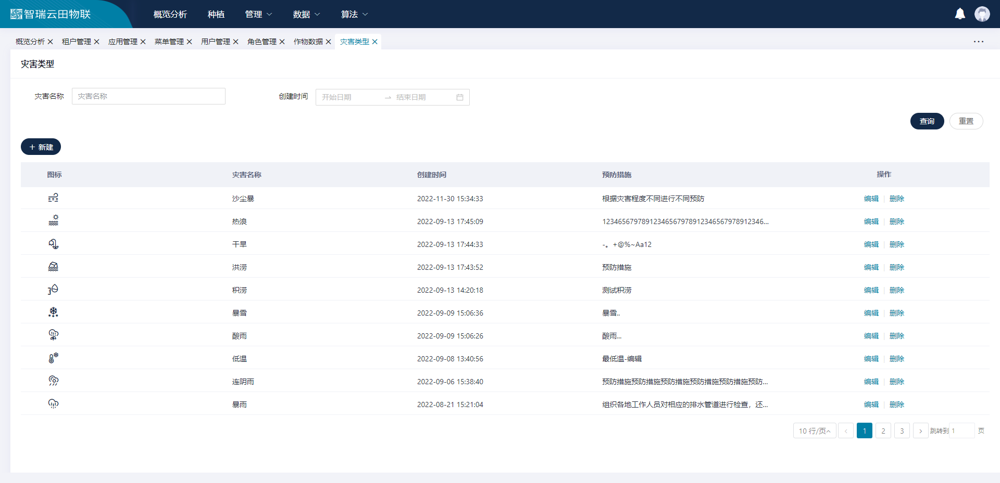 智瑞云田物联 概览分析 种植 管理 数据 算法
概览分析 租户管理 应用管理 菜单管理 用户管理 角色管理 作物数据 灾害类型 ...
灾害类型
灾害名称 灾害名称 创建时间 开始日期 → 结束日期
查询 重置
+ 新建
图标 灾害名称 创建时间 预防措施 操作
沙尘暴 2022-11-30 15:34:33 根据灾害程度不同进行不同预防 编辑 删除
热浪 2022-09-13 17:45:09 12346567978912346567978912346567978912346... 编辑 删除
干旱 2022-09-13 17:44:33 -。+@%~Aa12 编辑 删除
洪涝 2022-09-13 17:43:52 预防措施 编辑 删除
积涝 2022-09-13 14:20:18 测试积涝 编辑 删除
暴雪 2022-09-09 15:06:36 暴雪.. 编辑 删除
酸雨 2022-09-09 15:06:26 酸雨... 编辑 删除
低温 2022-09-08 13:40:56 最低温-编辑 编辑 删除
连阴雨 2022-09-06 15:38:40 预防措施预防措施预防措施预防措施预防措施预防... 编辑 删除
暴雨 2022-08-21 15:21:04 组织各地工作人员对相应的排水管道进行检查，还... 编辑 删除
10 行/页 < 1 2 3 > 跳转到 1 页